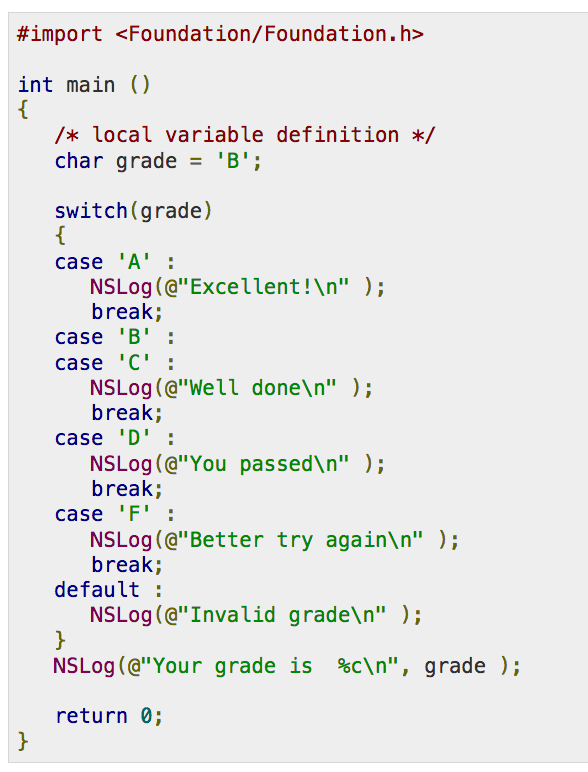 #import <Foundation/Foundation.h>

int main ()
{
   /* local variable definition */
   char grade = 'B';

   switch(grade)
   {
   case 'A' :
      NSLog(@"Excellent!\n" );
      break;
   case 'B' :
   case 'C' :
      NSLog(@"Well done\n" );
      break;
   case 'D' :
      NSLog(@"You passed\n" );
      break;
   case 'F' :
      NSLog(@"Better try again\n" );
      break;
   default :
      NSLog(@"Invalid grade\n" );
   }
   NSLog(@"Your grade is  %c\n", grade );

   return 0;
}